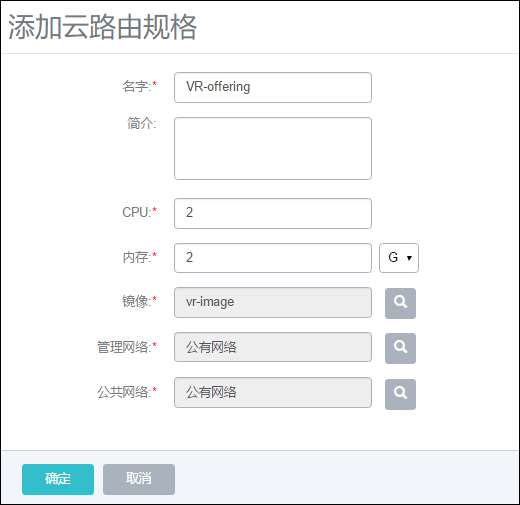 添加云路由规格
名字:* VR-offering
简介:
CPU:* 2
内存:* 2 G
镜像:* vr-image
管理网络:* 公有网络
公共网络:* 公有网络
确定 取消